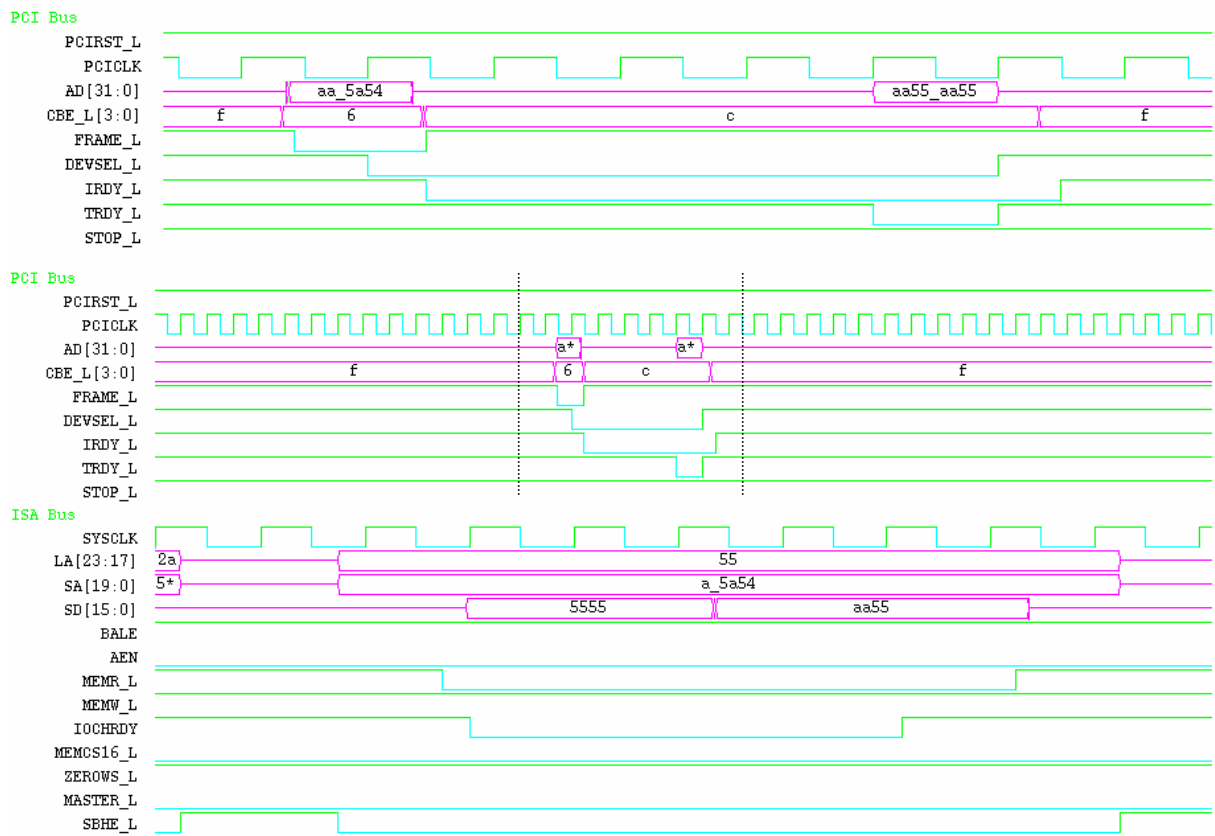 PCI Bus
PCIRST_L
PCICLK
AD[31:0] aa_5a54 aa55_aa55
CBE_L[3:0] f 6 c f
FRAME_L
DEVSEL_L
IRDY_L
TRDY_L
STOP_L
PCI Bus
PCIRST_L
PCICLK
AD[31:0] a* a*
CBE_L[3:0] f 6 c f
FRAME_L
DEVSEL_L
IRDY_L
TRDY_L
STOP_L
ISA Bus
SYSCLK
LA[23:17] 2a 55
SA[19:0] 5* a_5a54
SD[15:0] 5555 aa55
BALE
AEN
MEMR_L
MEMW_L
IOCHRDY
MEMCS16_L
ZEROWS_L
MASTER_L
SBHE_L